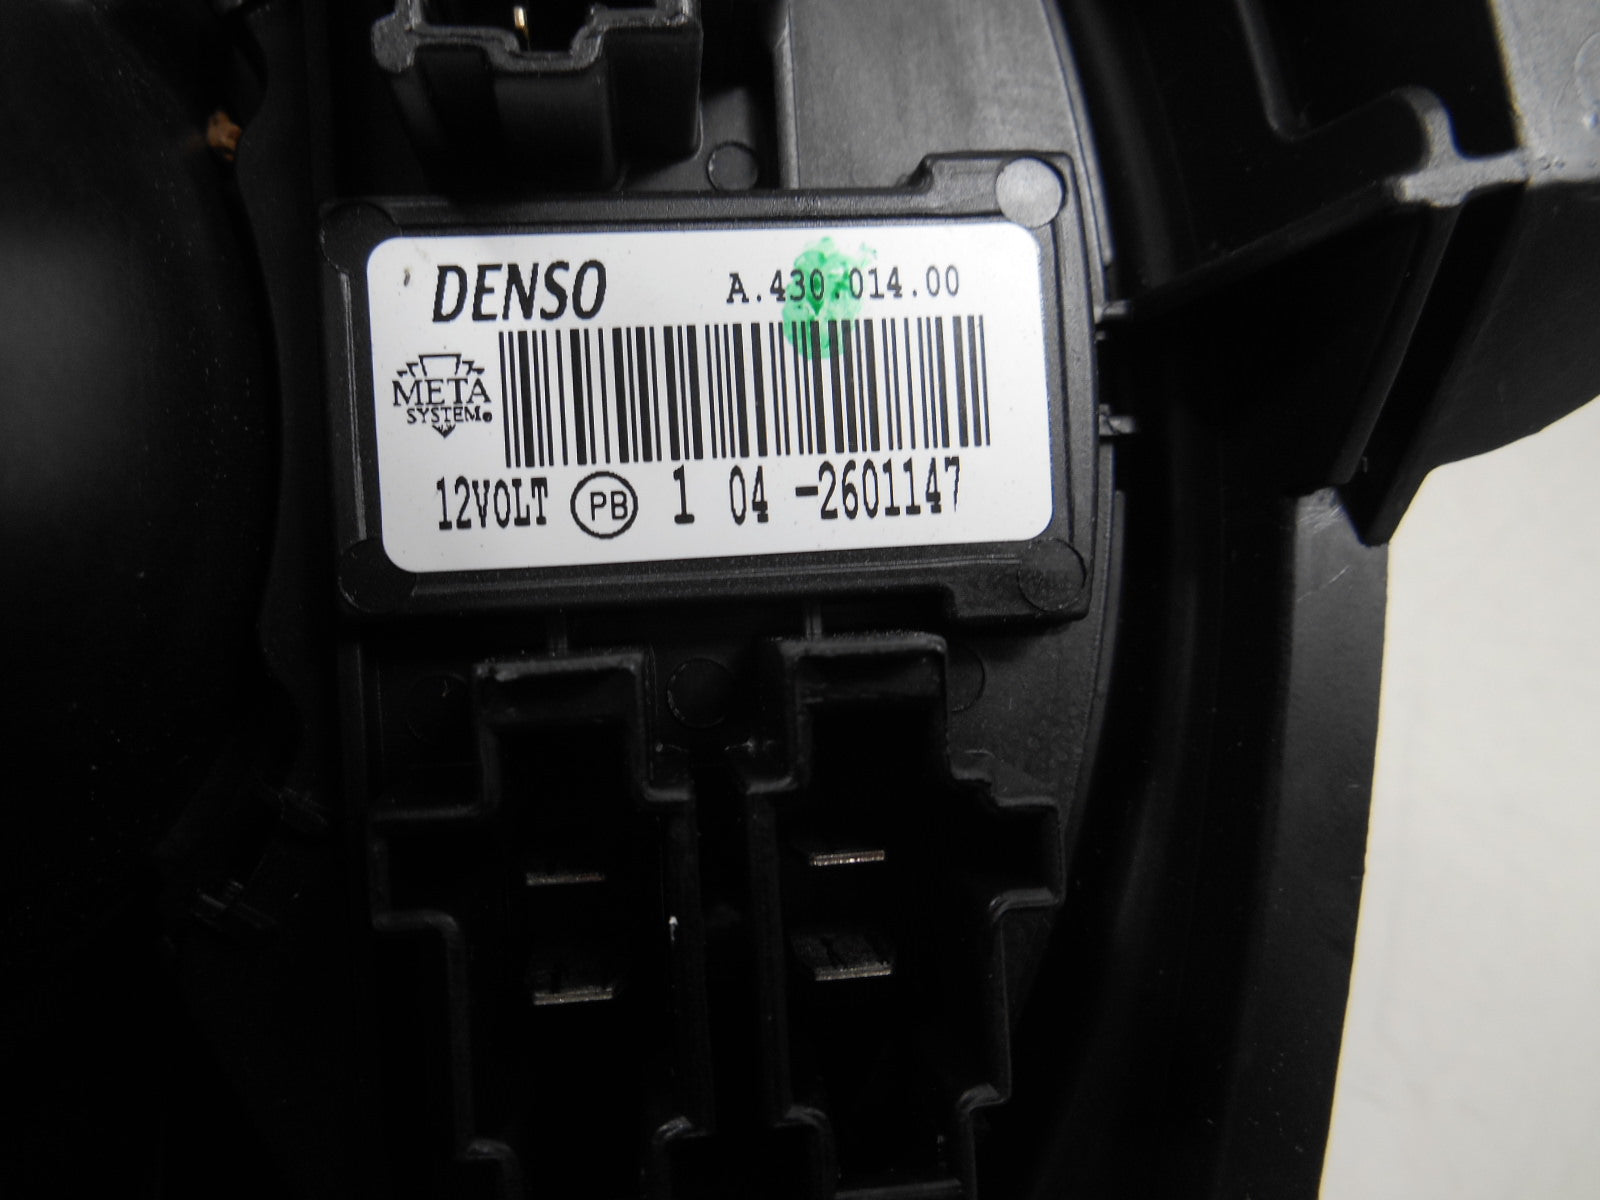 DENSO A.430.014.00
META
SYSTEM
12VOLT PB 1 04 -2601147